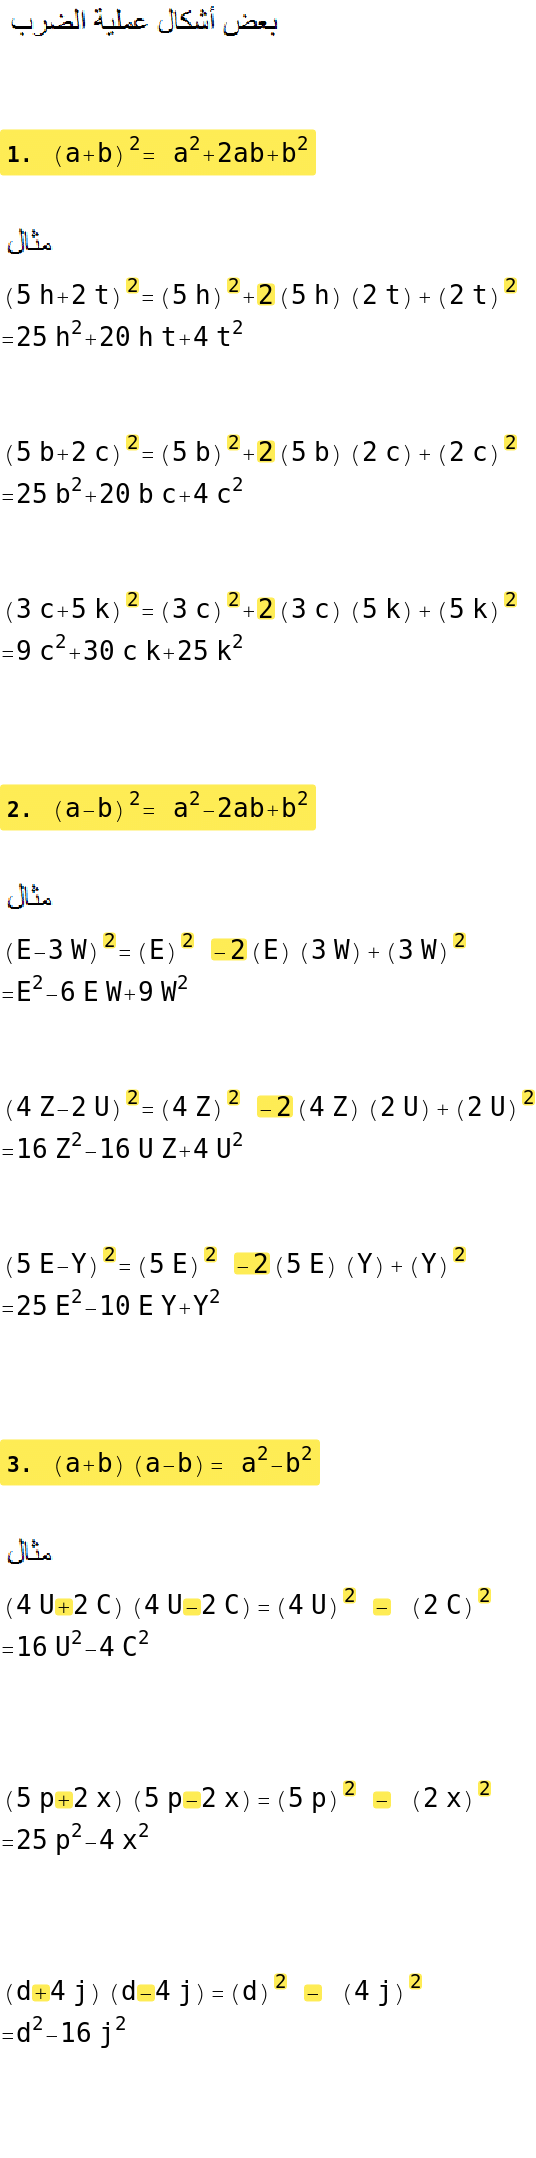 بعض أشكال عملية الضرب
1. (a+b)²= a²+2ab+b²
مثال
(5 h+2 t)²=(5 h)²+2(5 h) (2 t)+(2 t)²
=25 h²+20 h t+4 t²
(5 b+2 c)²=(5 b)²+2(5 b) (2 c)+(2 c)²
=25 b²+20 b c+4 c²
(3 c+5 k)²=(3 c)²+2(3 c) (5 k)+(5 k)²
=9 c²+30 c k+25 k²
2. (a-b)²= a²-2ab+b²
مثال
(E-3 W)²=(E)² -2(E) (3 W)+(3 W)²
=E²-6 E W+9 W²
(4 Z-2 U)²=(4 Z)² -2(4 Z) (2 U)+(2 U)²
=16 Z²-16 U Z+4 U²
(5 E-Y)²=(5 E)² -2(5 E) (Y)+(Y)²
=25 E²-10 E Y+Y²
3. (a+b)(a-b)= a²-b²
مثال
(4 U+2 C)(4 U-2 C)=(4 U)² - (2 C)²
=16 U²-4 C²
(5 p+2 x)(5 p-2 x)=(5 p)² - (2 x)²
=25 p²-4 x²
(d+4 j)(d-4 j)=(d)² - (4 j)²
=d²-16 j²